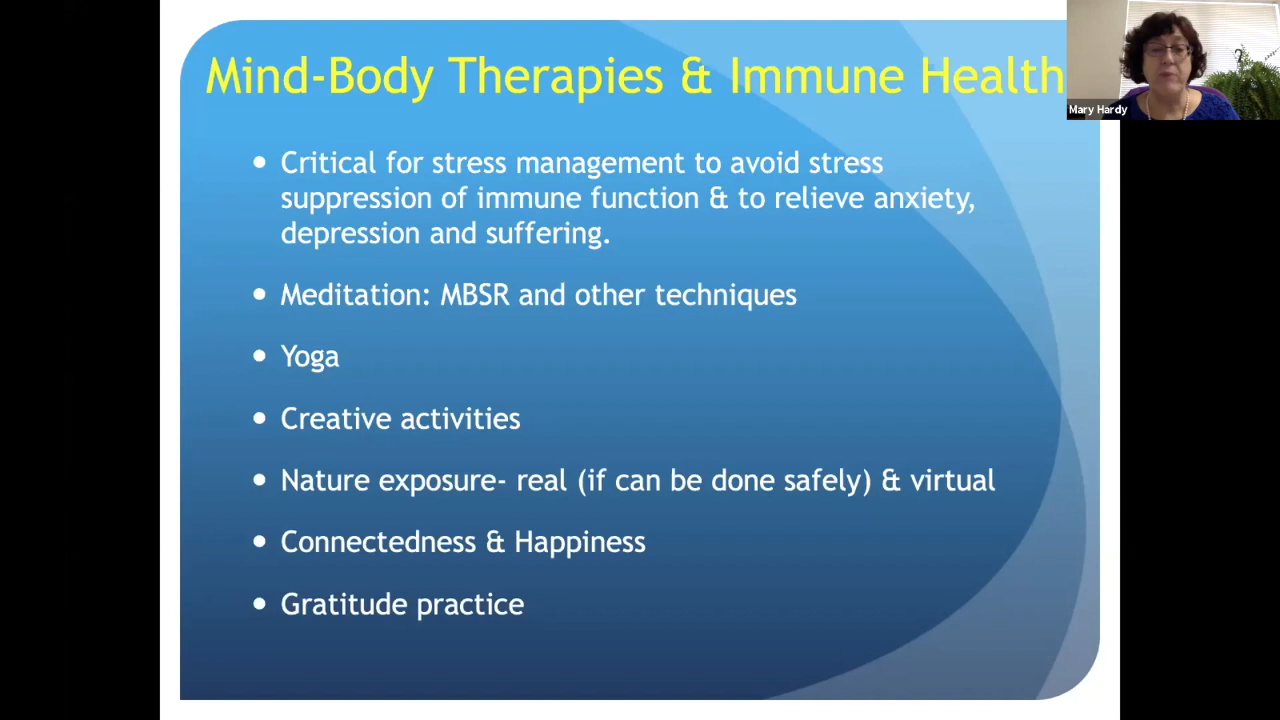 Mind-Body Therapies & Immune Health
Mary Hardy
• Critical for stress management to avoid stress
suppression of immune function & to relieve anxiety,
depression and suffering.
• Meditation: MBSR and other techniques
• Yoga
• Creative activities
• Nature exposure- real (if can be done safely) & virtual
• Connectedness & Happiness
• Gratitude practice